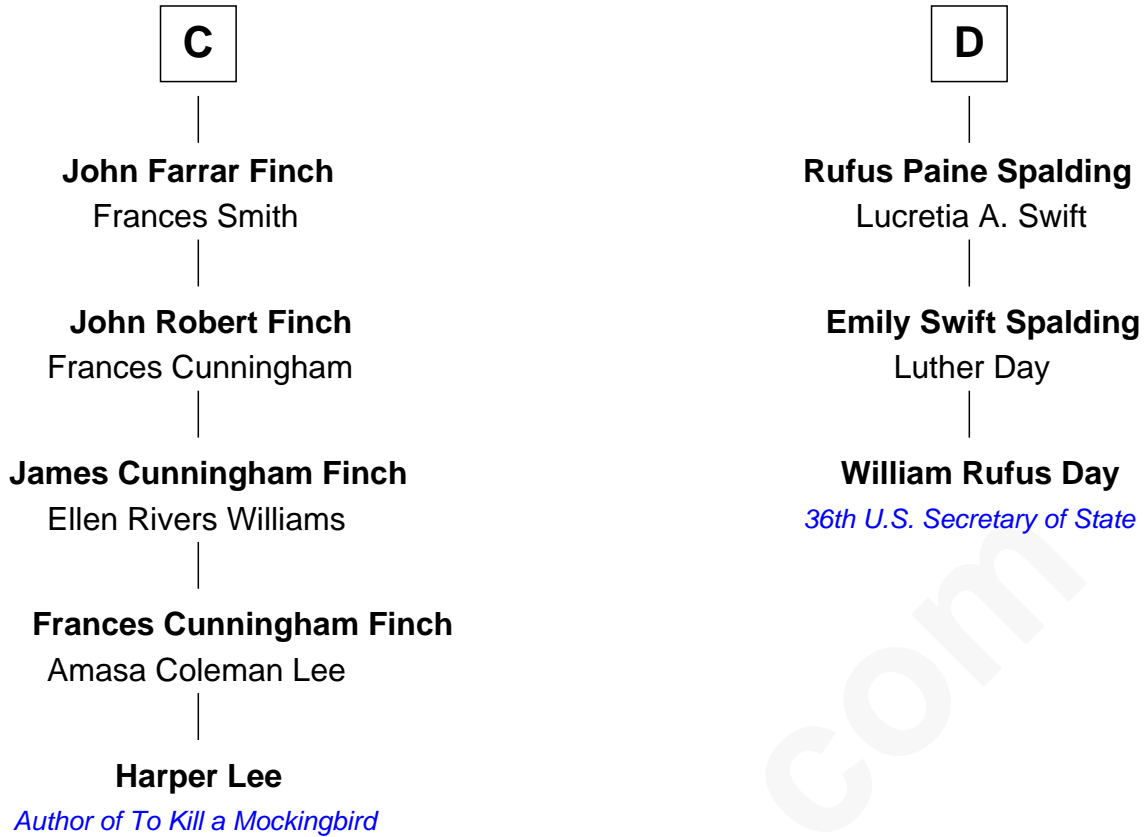 C
John Farrar Finch
Frances Smith
John Robert Finch
Frances Cunningham
James Cunningham Finch
Ellen Rivers Williams
Frances Cunningham Finch
Amasa Coleman Lee
Harper Lee
Author of To Kill a Mockingbird
D
Rufus Paine Spalding
Lucretia A. Swift
Emily Swift Spalding
Luther Day
William Rufus Day
36th U.S. Secretary of State
com